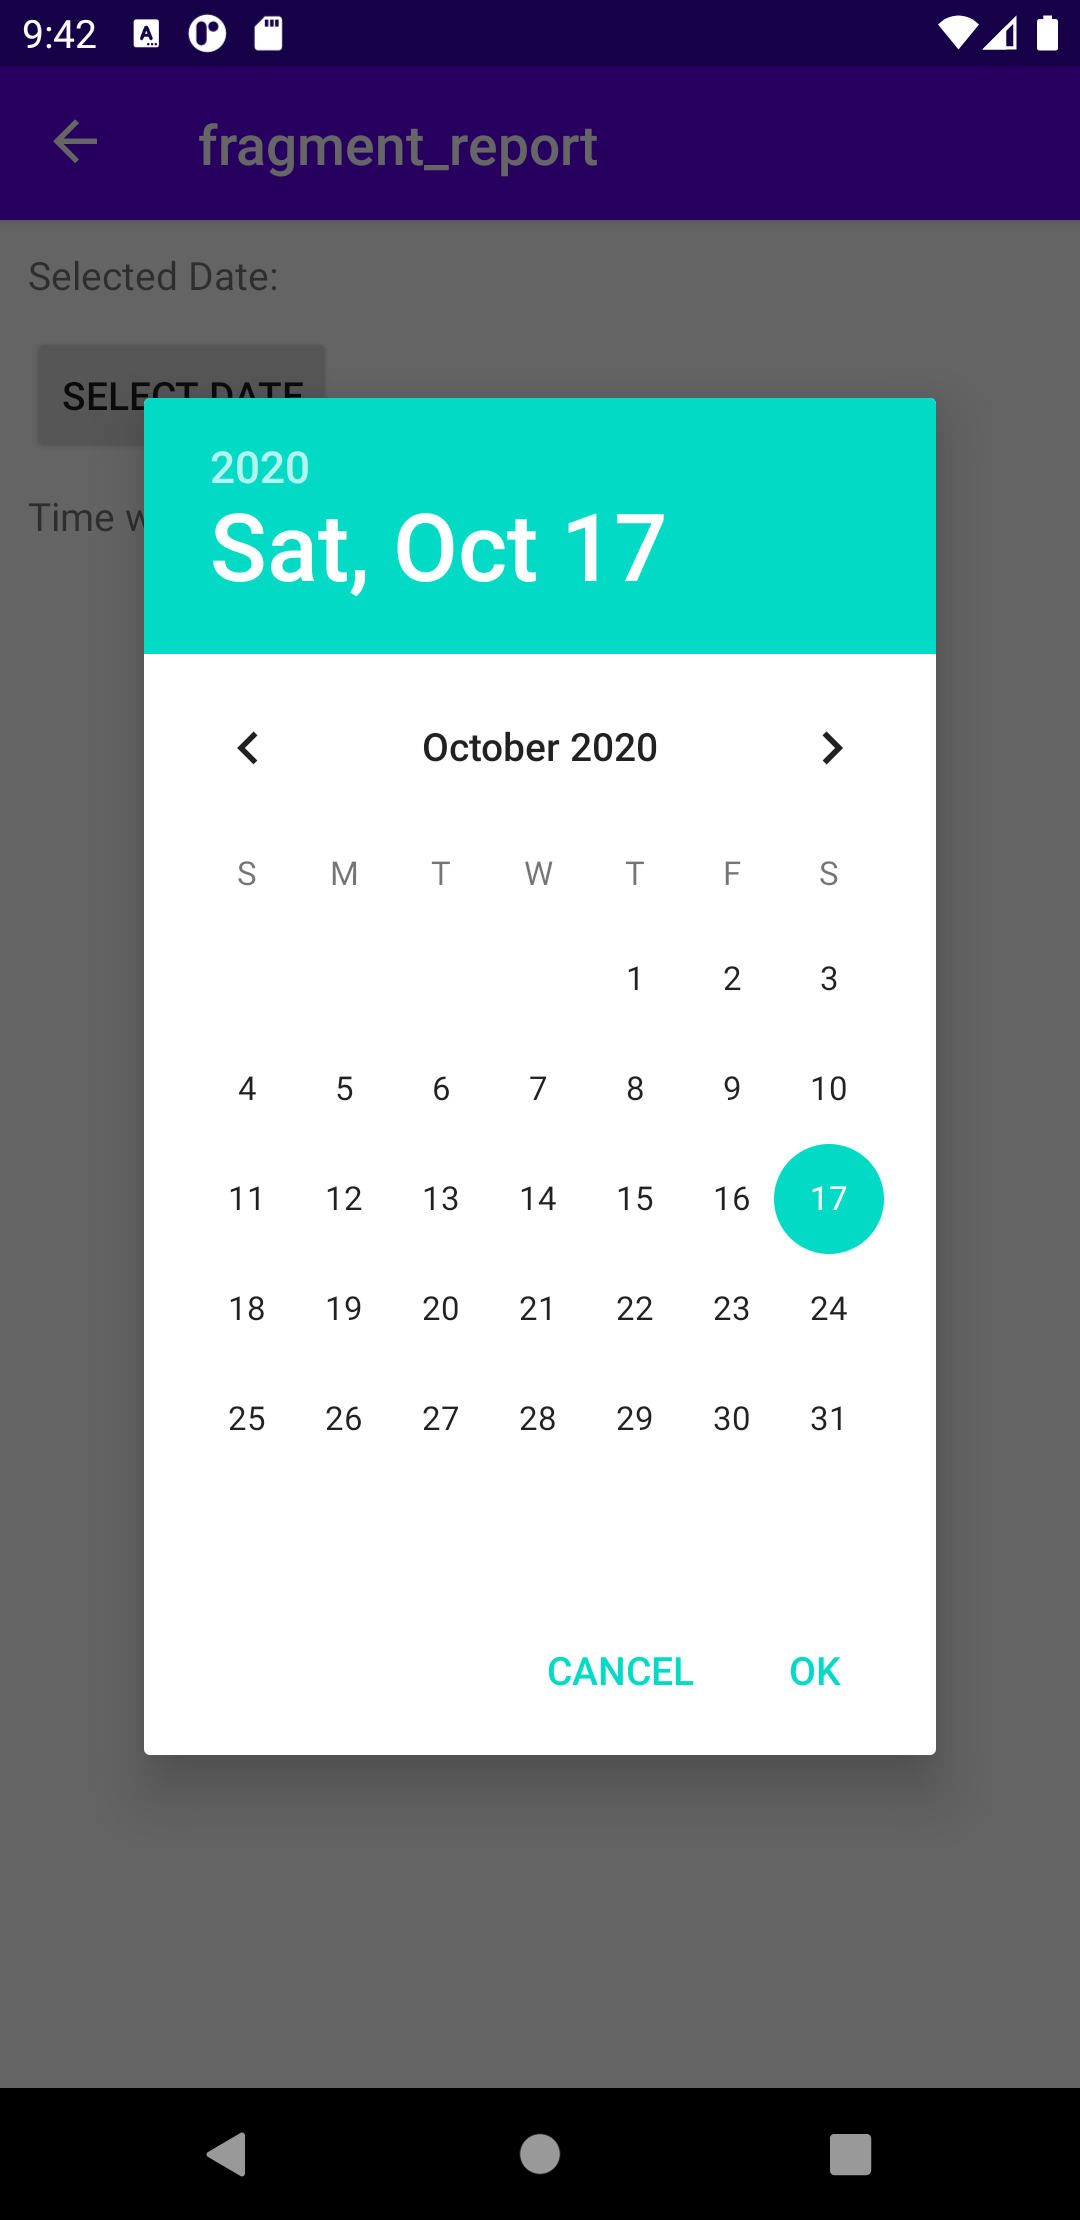 9:42
fragment_report
Selected Date:
SELECT DATE
Time
2020
Sat, Oct 17
October 2020
S M T W T F S
1 2 3
4 5 6 7 8 9 10
11 12 13 14 15 16 17
18 19 20 21 22 23 24
25 26 27 28 29 30 31
CANCEL OK